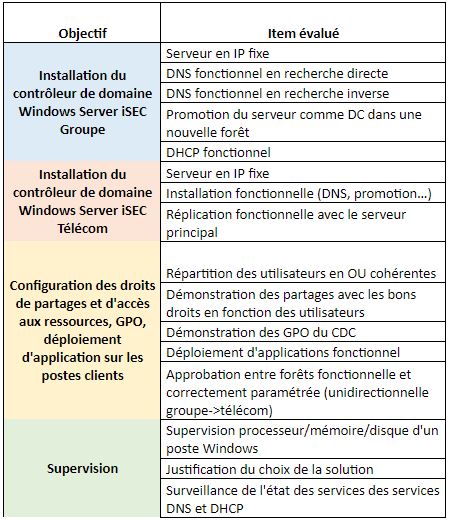 Objectif
Item évalué
Installation du
contrôleur de domaine
Windows Server iSEC
Groupe
Serveur en IP fixe
DNS fonctionnel en recherche directe
DNS fonctionnel en recherche inverse
Promotion du serveur comme DC dans une
nouvelle forêt
DHCP fonctionnel
Installation du
contrôleur de domaine
Windows Server iSEC
Télécom
Serveur en IP fixe
Installation fonctionnelle (DNS, promotion...)
Réplication fonctionnelle avec le serveur
principal
Configuration des droits
de partages et d'accès
aux ressources, GPO,
déploiement
d'application sur les
postes clients
Répartition des utilisateurs en OU cohérentes
Démonstration des partages avec les bons
droits en fonction des utilisateurs
Démonstration des GPO du CDC
Déploiement d'applications fonctionnel
Approbation entre forêts fonctionnelle et
correctement paramétrée (unidirectionnelle
groupe->télécom)
Supervision
Supervision processeur/mémoire/disque d'un
poste Windows
Justification du choix de la solution
Surveillance de l'état des services des services
DNS et DHCP